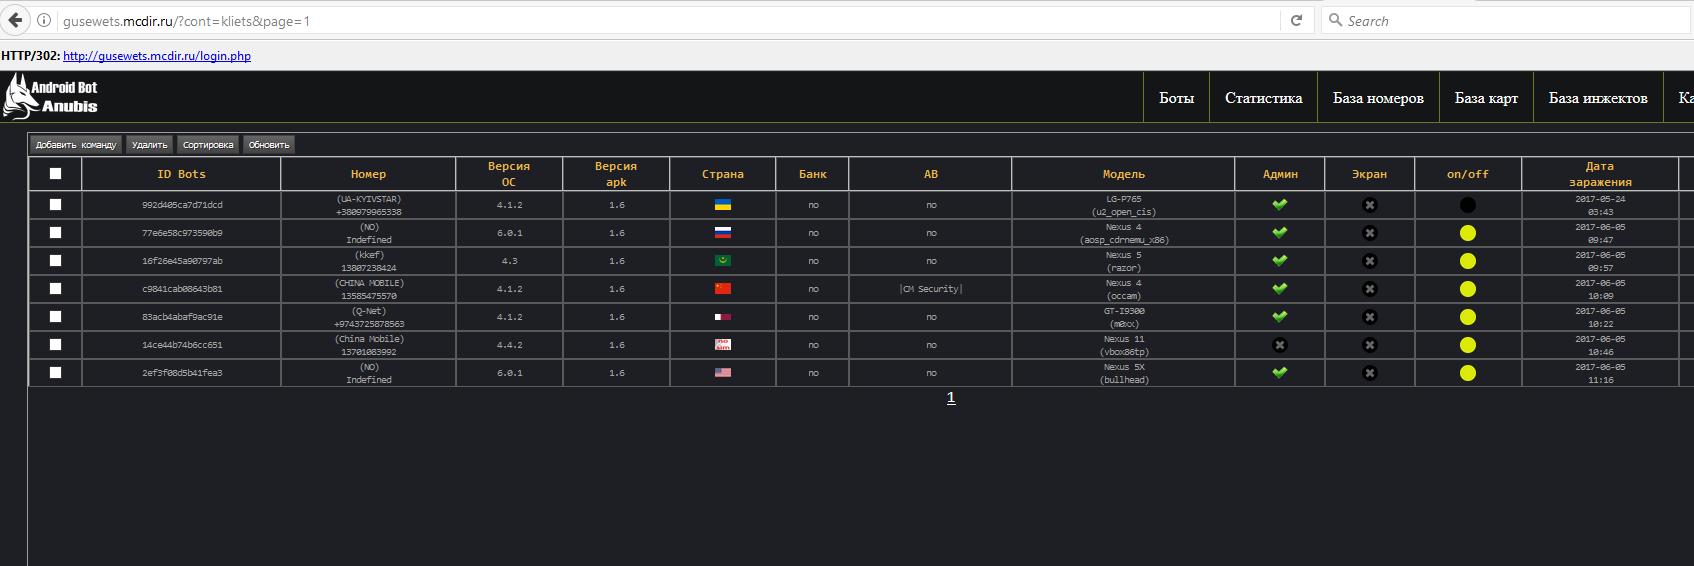 gusewets.mcdir.ru/?cont=kliets&page=1
Search
HTTP/302: http://gusewets.mcdir.ru/login.php
Android Bot
Anubis
Боты Статистика База номеров База карт База инжектов Ка
Добавить команду Удалить Сортировка Обновить
ID Bots Номер Версия ОС Версия apk Страна Банк АВ Модель Админ Экран on/off Дата заражения
992d405ca7d71dcd (UA-KYIVSTAR) +380979965338 4.1.2 1.6 no no LG-P765 (u2_open_cis) 2017-05-24 03:43
77e6e58c973590b9 (NO) Indefined 6.0.1 1.6 no no Nexus 4 (aosp_cdrnemu_x86) 2017-06-05 09:47
16f26e45a90797ab (kkef) 13807238424 4.3 1.6 no no Nexus 5 (razor) 2017-06-05 09:57
c9841cab08643b81 (CHINA MOBILE) 13585475570 4.1.2 1.6 no |CM Security| Nexus 4 (occam) 2017-06-05 10:09
83acb4abaf9ac91e (Q-Net) +9743725878563 4.1.2 1.6 no no GT-I9300 (m0xx) 2017-06-05 10:22
14ce44b74b6cc651 (China Mobile) 13701083992 4.4.2 1.6 no sim no no Nexus 11 (vbox86tp) 2017-06-05 10:46
2ef3f08d5b41fea3 (NO) Indefined 6.0.1 1.6 no no Nexus 5X (bullhead) 2017-06-05 11:16
1